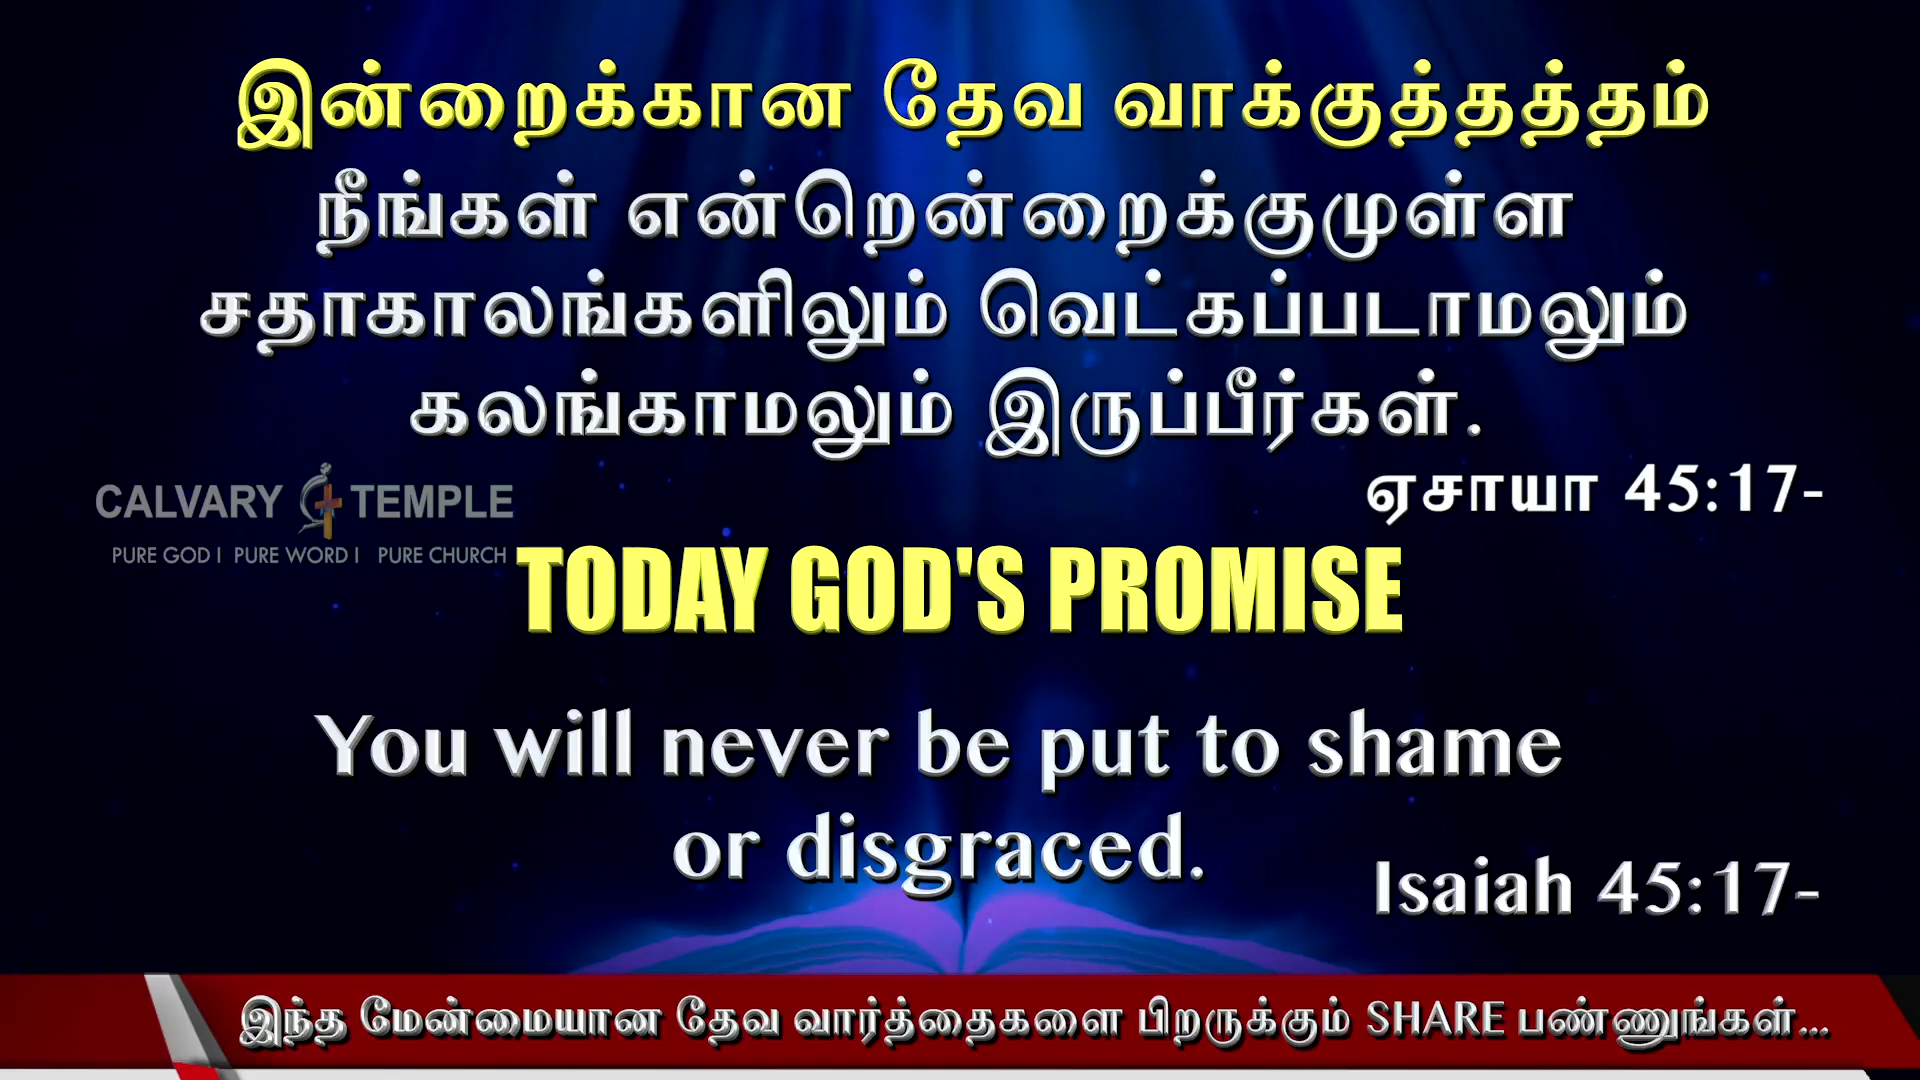 இன்றைக்கான தேவ வாக்குத்தத்தம்
நீங்கள் என்றென்றைக்குமுள்ள
சதாகாலங்களிலும் வெட்கப்படாமலும்
கலங்காமலும் இருப்பீர்கள்.
ஏசாயா 45:17-
CALVARY TEMPLE
PURE GOD I PURE WORD I PURE CHURCH
TODAY GOD'S PROMISE
You will never be put to shame
or disgraced.
Isaiah 45:17-
இந்த மேன்மையான தேவ வார்த்தைகளை பிறருக்கும் SHARE பண்ணுங்கள்...